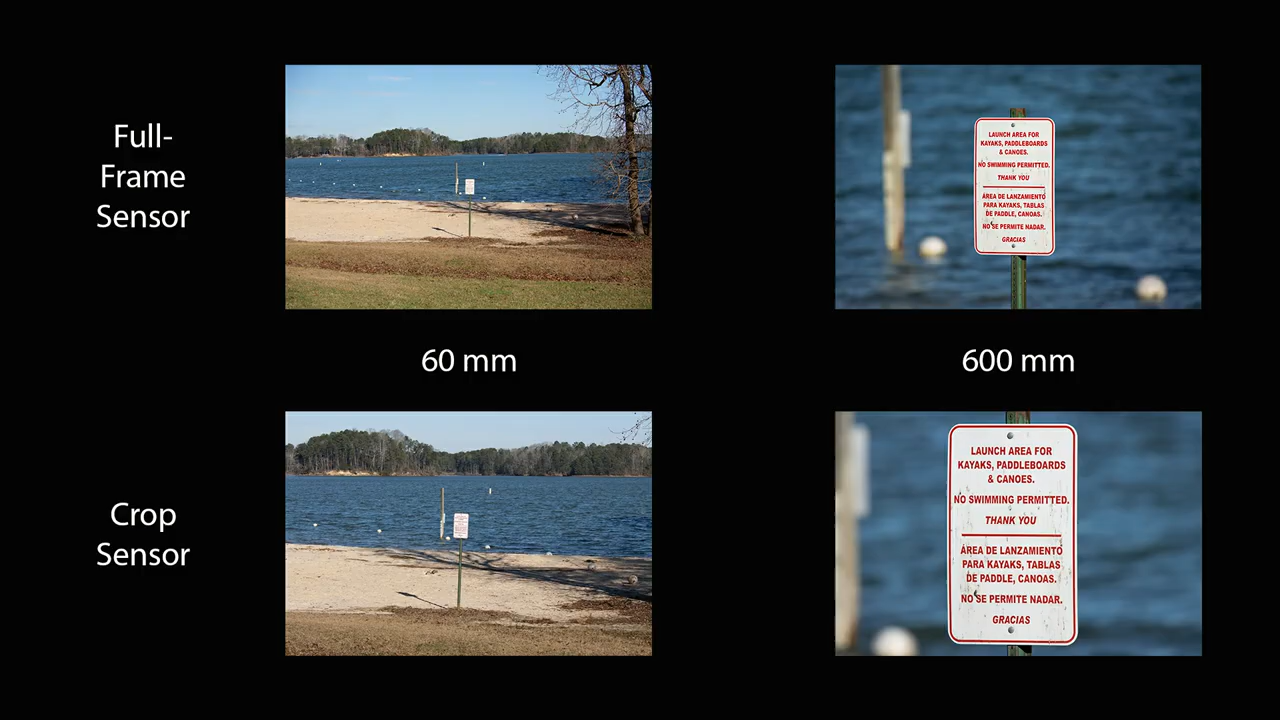 Full-
Frame
Sensor
LAUNCH AREA FOR
KAYAKS, PADDLEBOARDS
& CANOES.
NO SWIMMING PERMITTED.
THANK YOU
ÁREA DE LANZAMIENTO
PARA KAYAKS, TABLAS
DE PADDLE, CANOAS.
NO SE PERMITE NADAR.
GRACIAS
60 mm
600 mm
Crop
Sensor
LAUNCH AREA FOR
KAYAKS, PADDLEBOARDS
& CANOES.
NO SWIMMING PERMITTED.
THANK YOU
ÁREA DE LANZAMIENTO
PARA KAYAKS, TABLAS
DE PADDLE, CANOAS.
NO SE PERMITE NADAR.
GRACIAS